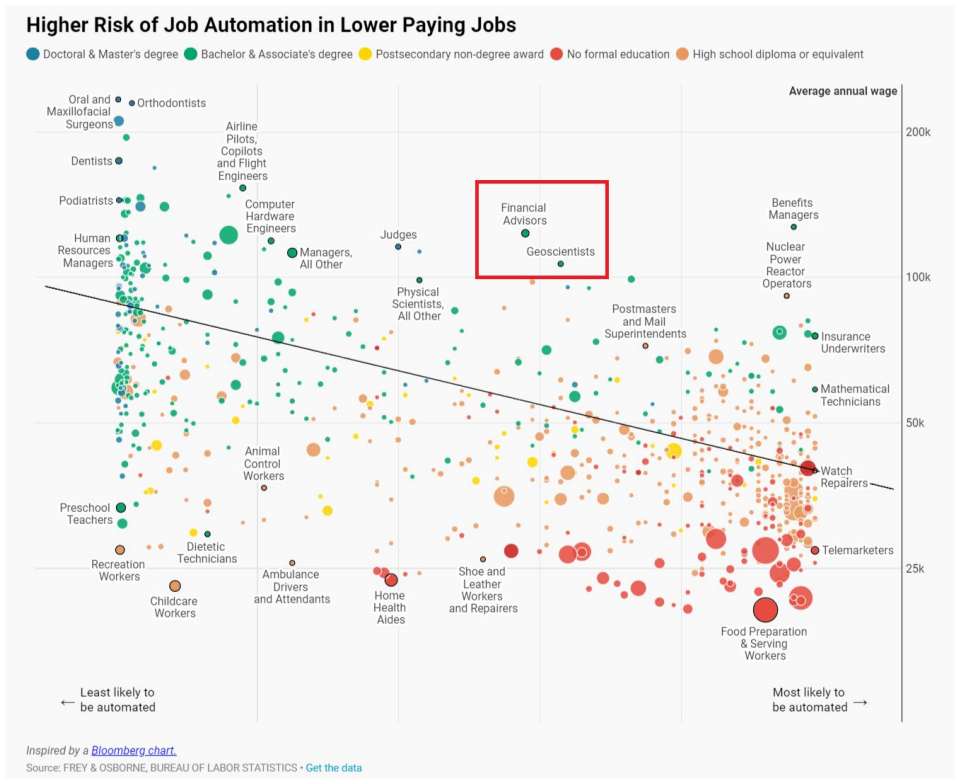 Higher Risk of Job Automation in Lower Paying Jobs
Doctoral & Master's degree
Bachelor & Associate's degree
Postsecondary non-degree award
No formal education
High school diploma or equivalent
Average annual wage
Oral and
Maxillofacial
Surgeons
Orthodontists
200k
Airline
Pilots,
Copilots
and Flight
Engineers
Dentists
Podiatrists
Computer
Hardware
Engineers
Financial
Advisors
Benefits
Managers
Human
Resources
Managers
Judges
Managers,
All Other
Geoscientists
Nuclear
Power
Reactor
Operators
100k
Physical
Scientists,
All Other
Postmasters
and Mail
Superintendents
Insurance
Underwriters
Mathematical
Technicians
50k
Animal
Control
Workers
Watch
Repairers
Preschool
Teachers
Dietetic
Technicians
Telemarketers
Recreation
Workers
25k
Ambulance
Drivers
and Attendants
Shoe and
Leather
Workers
and Repairers
Childcare
Workers
Home
Health
Aides
Food Preparation
& Serving
Workers
← Least likely to
be automated
Most likely to →
be automated
Inspired by a Bloomberg chart.
Source: FREY & OSBORNE, BUREAU OF LABOR STATISTICS • Get the data